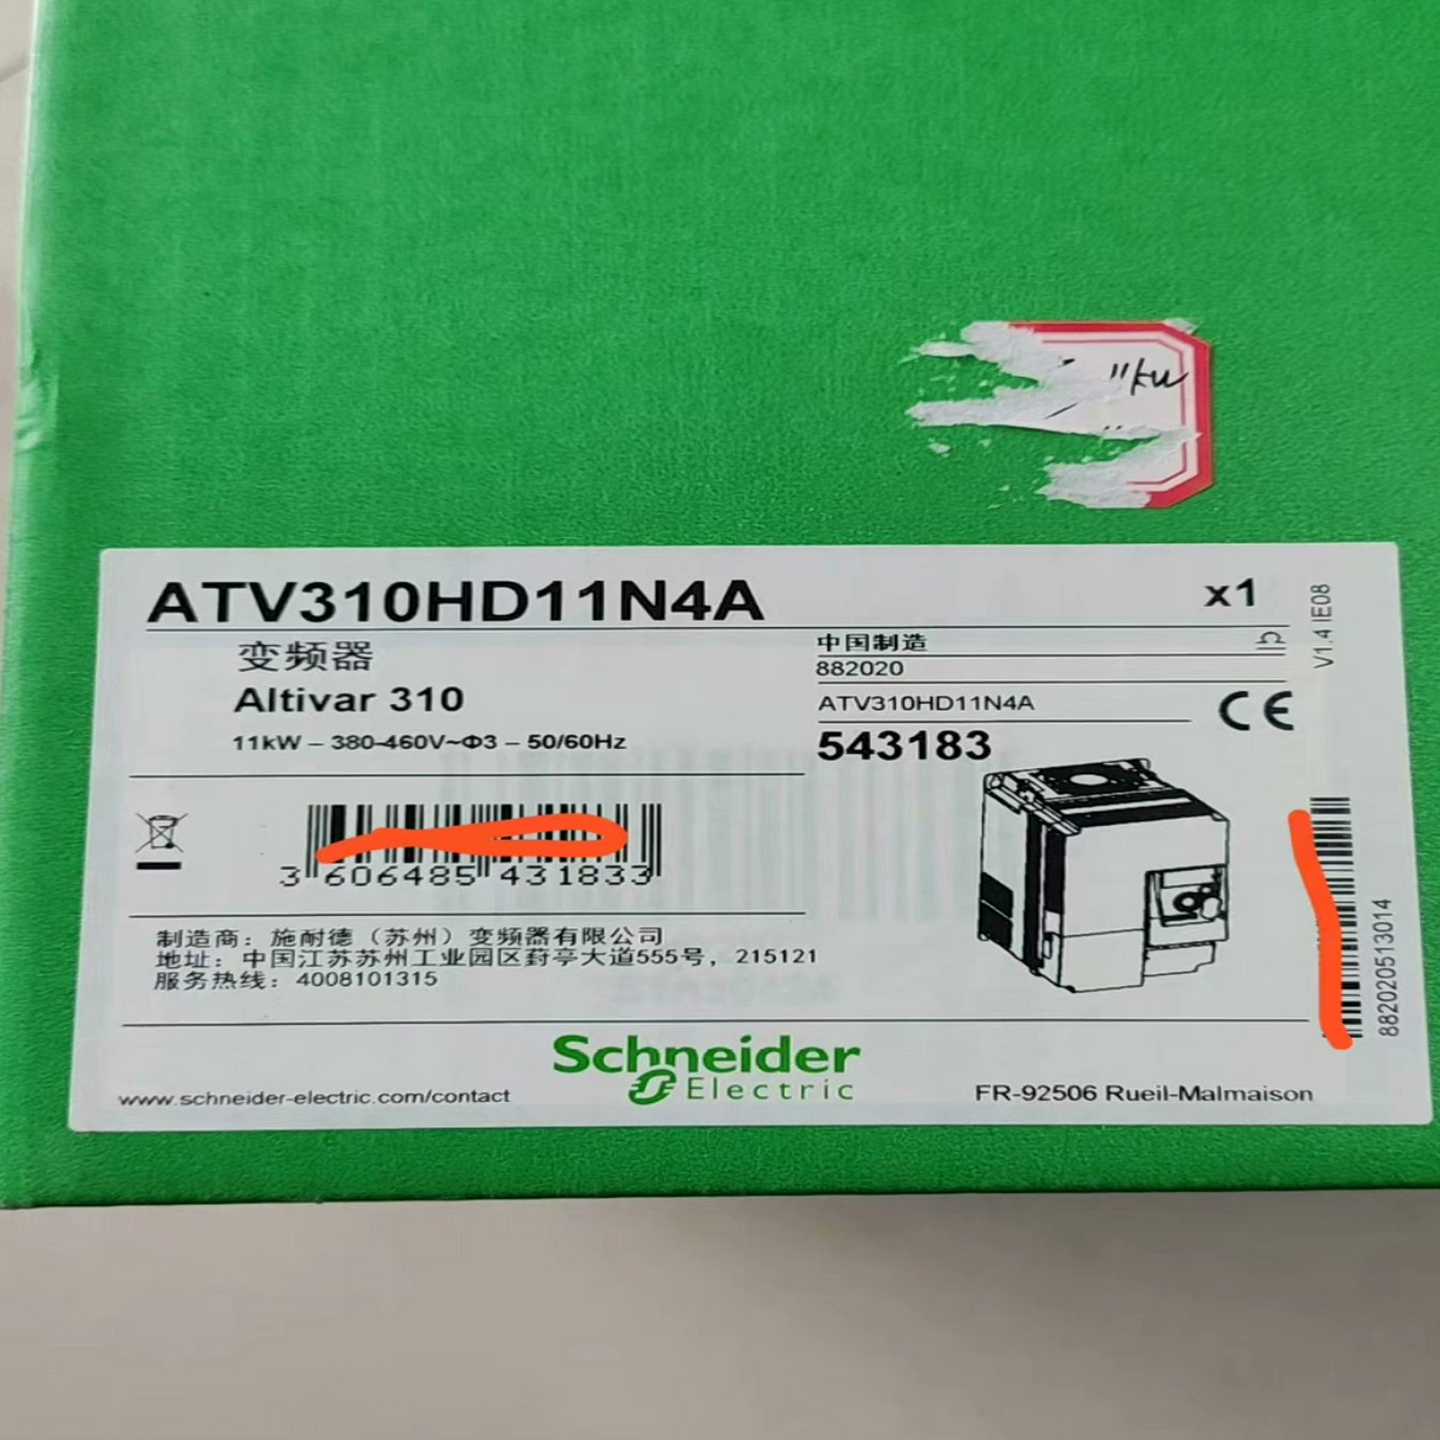 11kw
ATV310HD11N4A
x1
变频器
Altivar 310
11kW – 380-460V~Φ3 – 50/60Hz
中国制造
882020
ATV310HD11N4A
543183
CE
V1.4 IE08
3 606485 431833
8820205513014
制造商：施耐德（苏州）变频器有限公司
地址：中国江苏苏州工业园区葑亭大道555号，215121
服务热线：4008101315
Schneider
Electric
www.schneider-electric.com/contact
FR-92506 Rueil-Malmaison